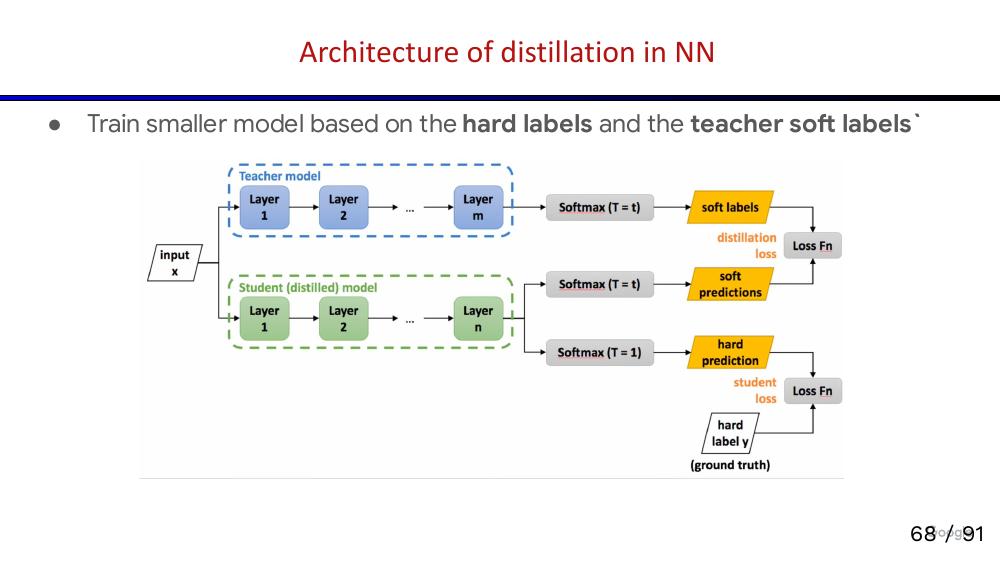 Architecture of distillation in NN
● Train smaller model based on the hard labels and the teacher soft labels`
Teacher model
Layer
1
Layer
2
...
Layer
m
Softmax (T = t)
soft labels
distillation
loss
Loss Fn
input
x
Student (distilled) model
Layer
1
Layer
2
...
Layer
n
Softmax (T = t)
soft
predictions
Softmax (T = 1)
hard
prediction
student
loss
Loss Fn
hard
label y
(ground truth)
68 / 91